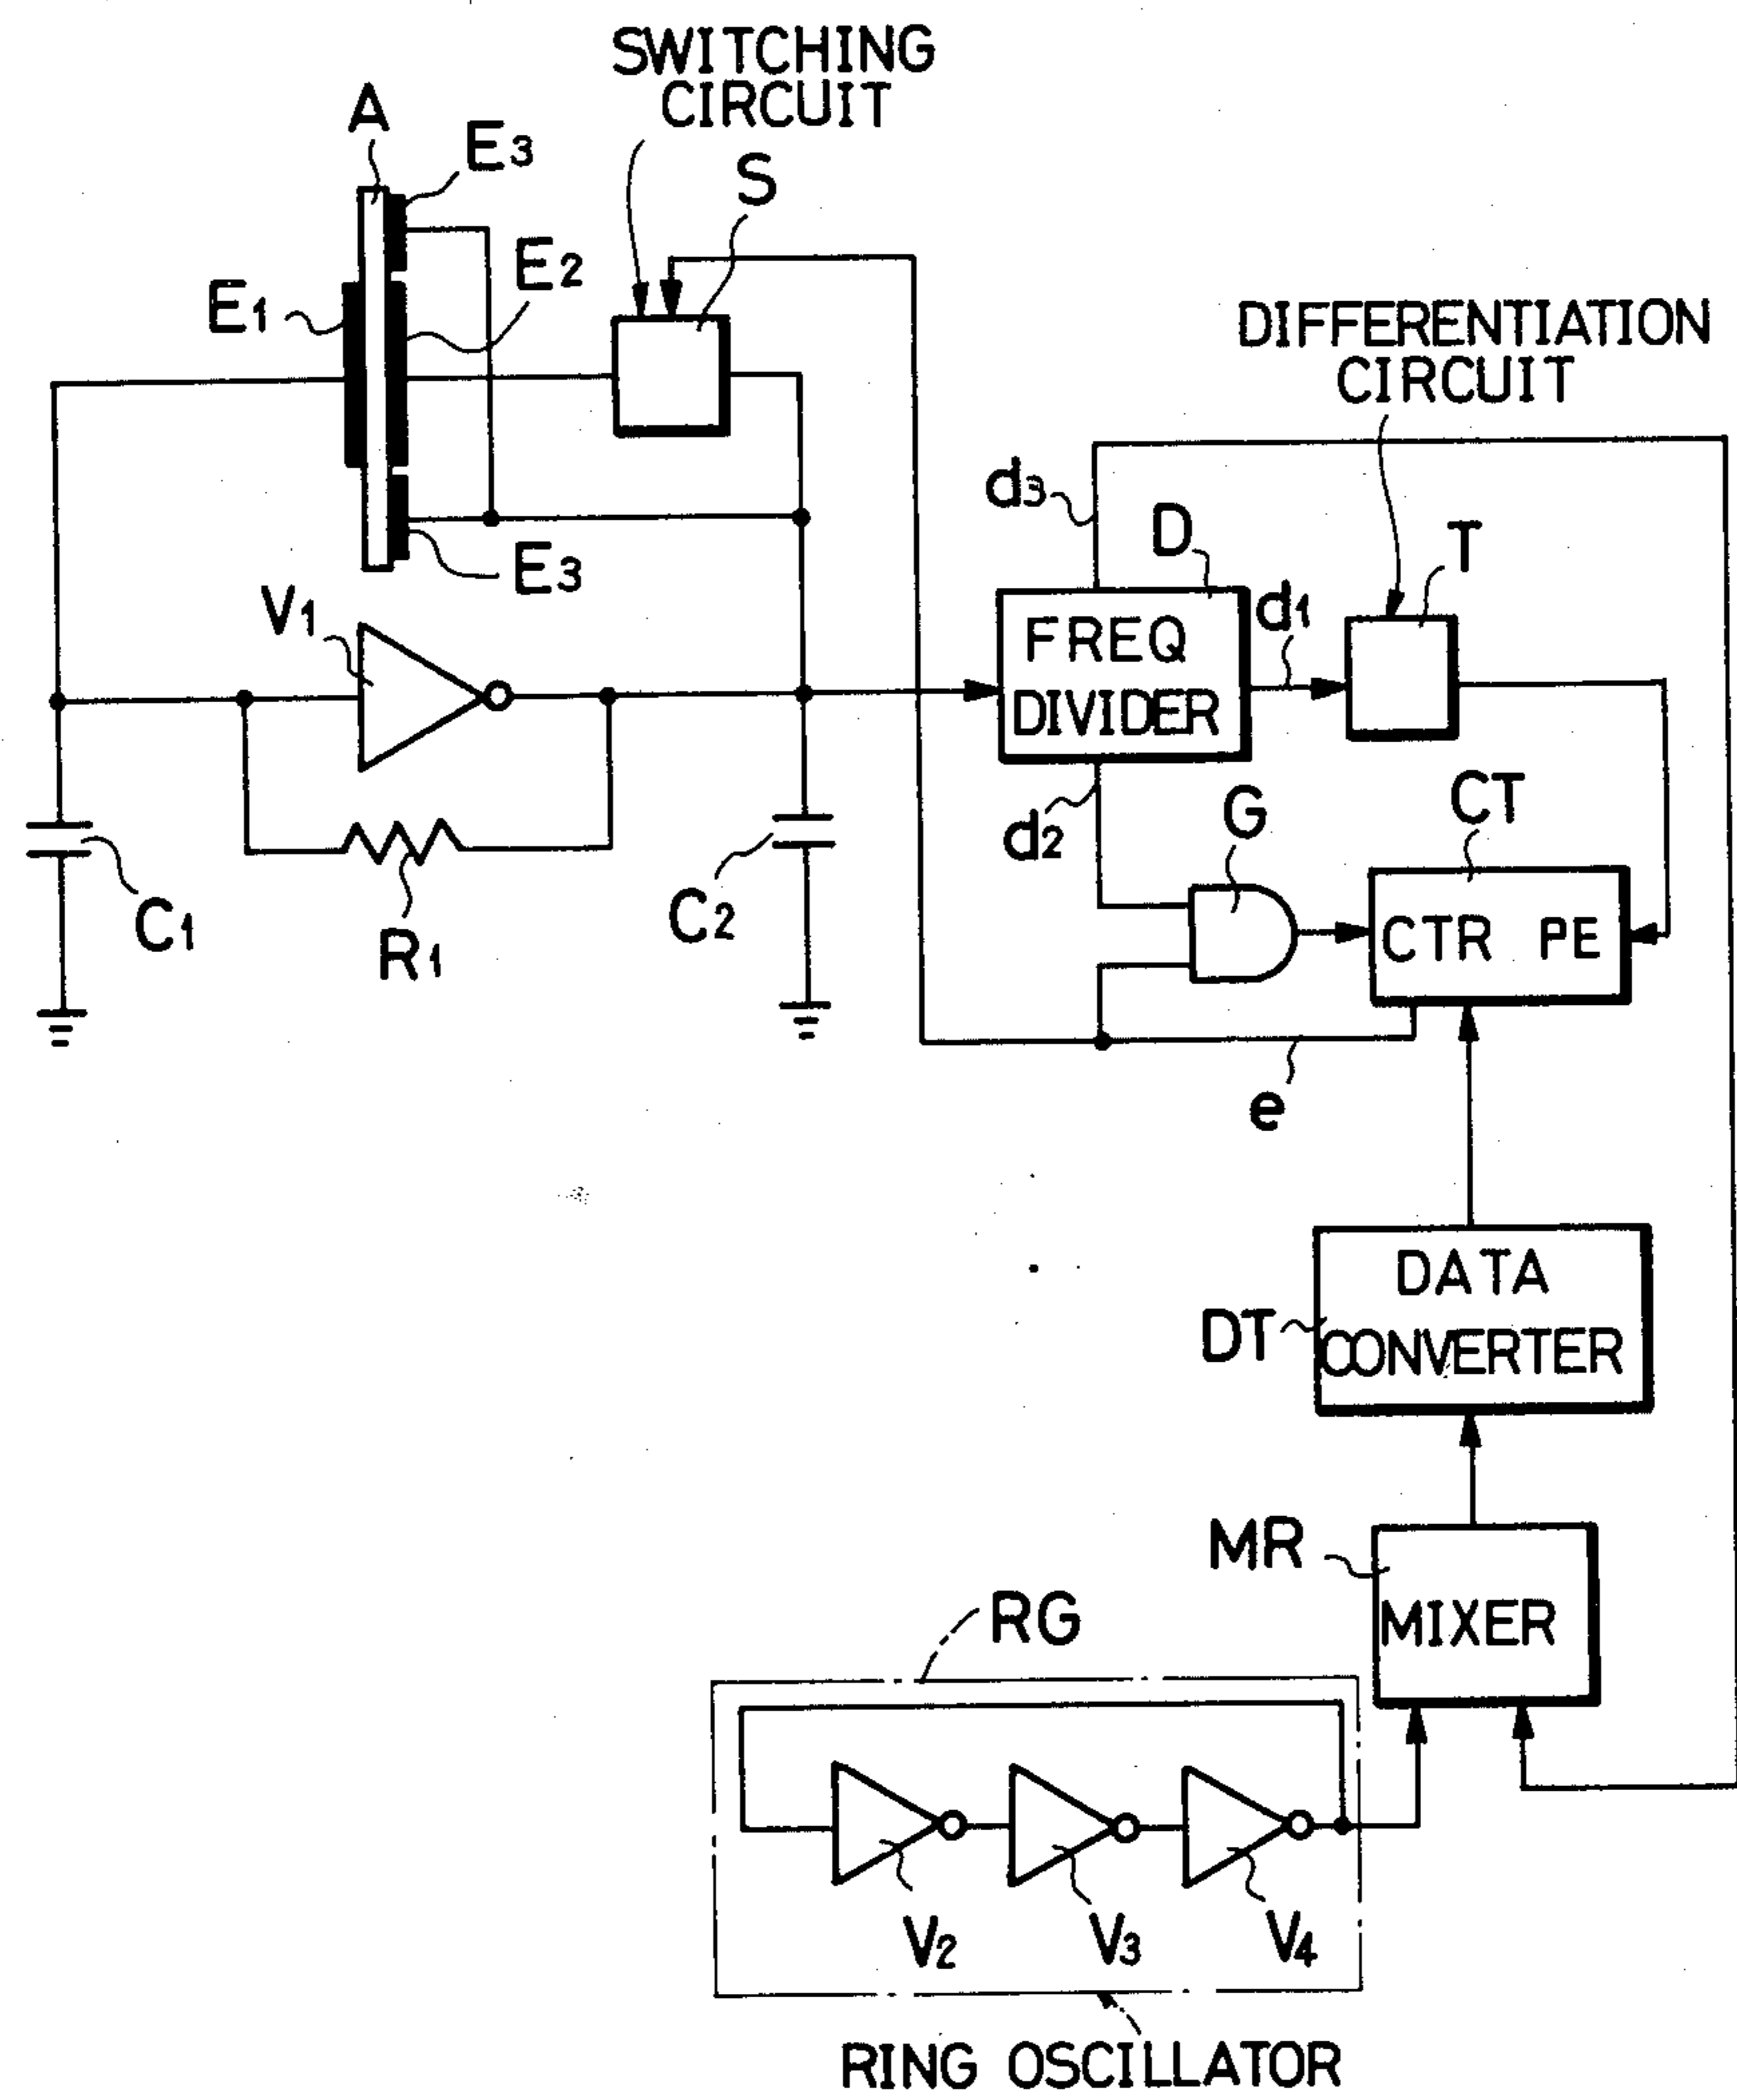 SWITCHING
CIRCUIT
A
E3
S
E2
E1
DIFFERENTIATION
CIRCUIT
d3
D
T
E3
V1
d1
FREQ
DIVIDER
CT
d2
G
C1
R1
C2
CTR PE
e
DATA
DT
CONVERTER
MR
MIXER
RG
V2
V3
V4
RING OSCILLATOR